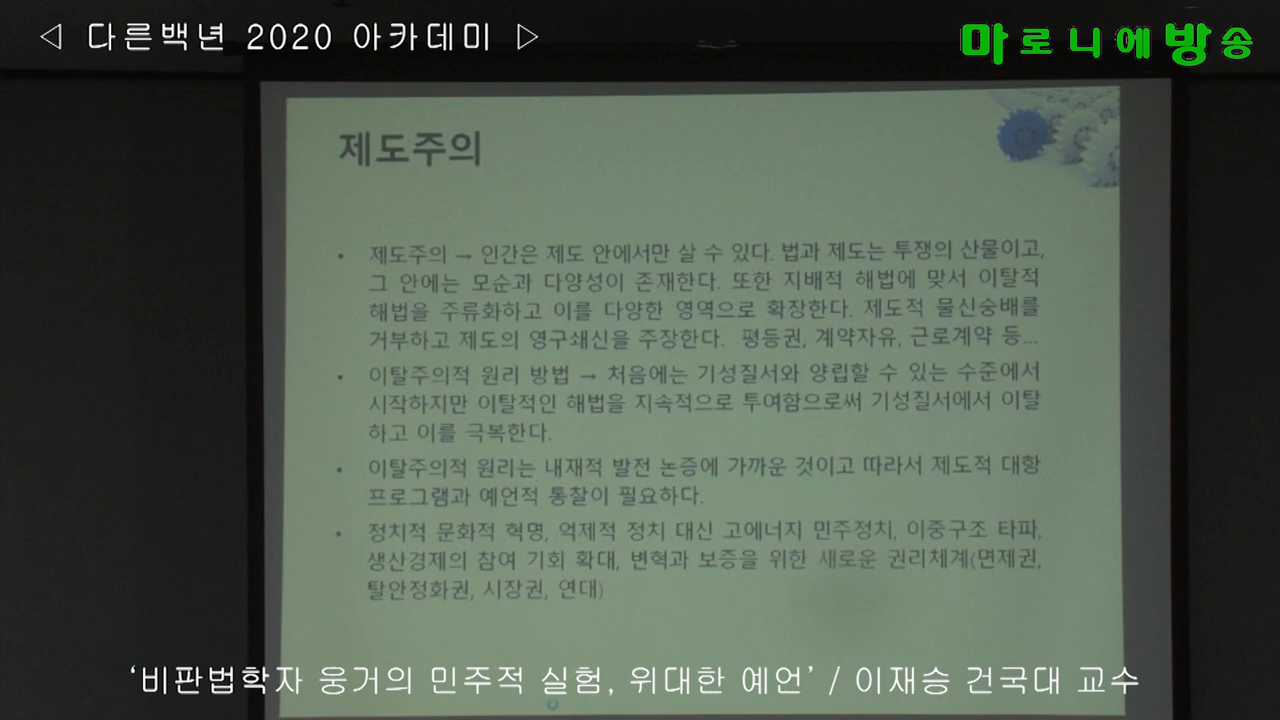 ◁ 다른백년 2020 아카데미 ▷
마로니에방송
제도주의
• 제도주의 → 인간은 제도 안에서만 살 수 있다. 법과 제도는 투쟁의 산물이고,
그 안에는 모순과 다양성이 존재한다. 또한 지배적 해법에 맞서 이탈적
해법을 주류화하고 이를 다양한 영역으로 확장한다. 제도적 물신숭배를
거부하고 제도의 영구쇄신을 주장한다. 평등권, 계약자유, 근로계약 등...
• 이탈주의적 원리 방법 → 처음에는 기성질서와 양립할 수 있는 수준에서
시작하지만 이탈적인 해법을 지속적으로 투여함으로써 기성질서에서 이탈
하고 이를 극복한다.
• 이탈주의적 원리는 내재적 발전 논증에 가까운 것이고 따라서 제도적 대항
프로그램과 예언적 통찰이 필요하다.
• 정치적 문화적 혁명, 억제적 정치 대신 고에너지 민주정치, 이중구조 타파,
생산경제의 참여 기회 확대, 변혁과 보증을 위한 새로운 권리체계(면제권,
탈안정화권, 시장권, 연대)
‘비판법학자 웅거의 민주적 실험, 위대한 예언’ / 이재승 건국대 교수